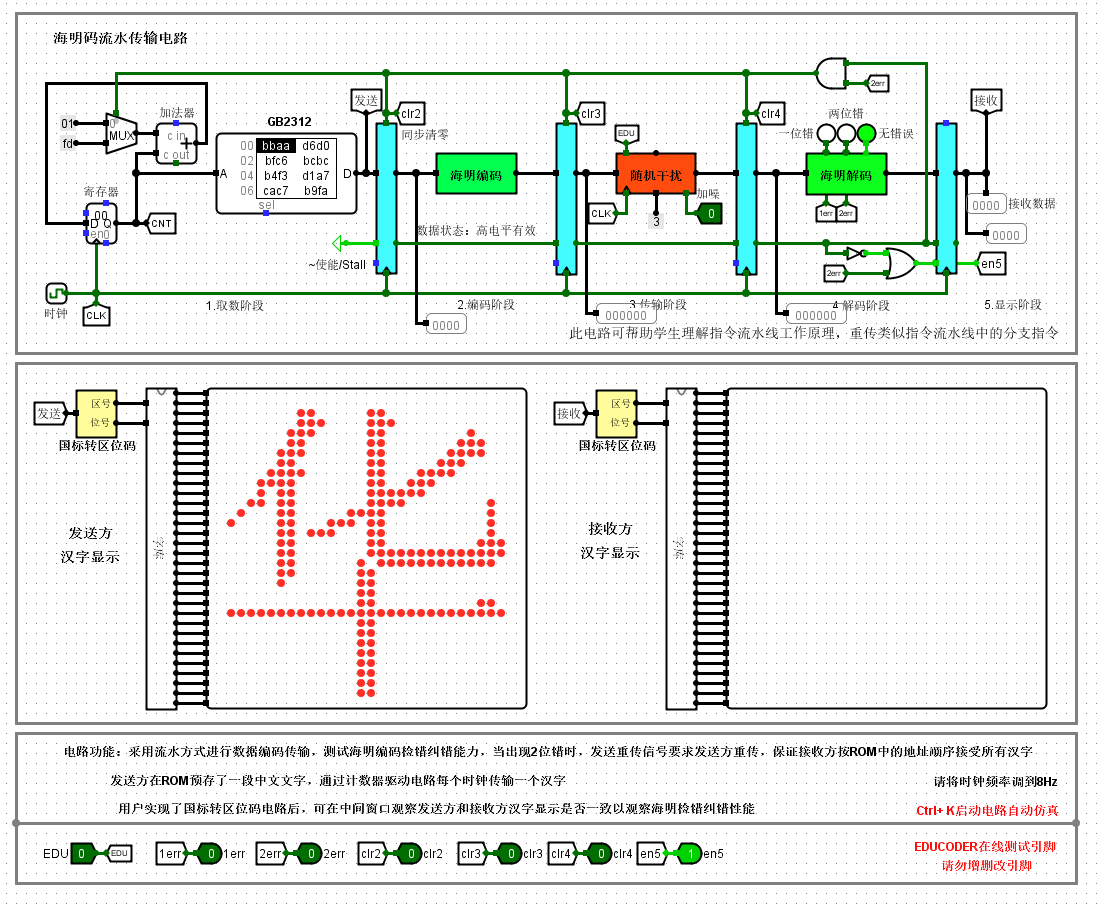 海明码流水传输电路
发送
clr2
clr3
clr4
2err
接收
01
fd
0
MUX
加法器
c in
+
c out
GB2312
00 bbaa d6d0
02 bfc6 bcbc
04 b4f3 d1a7
06 cac7 b9fa
A
D
sel
同步清零
海明编码
EDU
随机干扰
CLK
3
加噪
0
一位错
两位错
无错误
海明解码
1err
2err
0000
接收数据
0000
寄存器
00
D Q
en0
CNT
数据状态：高电平有效
~使能/Stall
2err
en5
时钟
CLK
1.取数阶段
2.编码阶段
3.传输阶段
4.解码阶段
5.显示阶段
0000
000000
000000
此电路可帮助学生理解指令流水线工作原理，重传类似指令流水线中的分支指令
发送
区号
位号
国标转区位码
发送方
汉字显示
华
接收
区号
位号
国标转区位码
接收方
汉字显示
电路功能：采用流水方式进行数据编码传输，测试海明编码检错纠错能力，当出现2位错时，发送重传信号要求发送方重传，保证接收方按ROM中的地址顺序接受所有汉字
发送方在ROM预存了一段中文文字，通过计数器驱动电路每个时钟传输一个汉字
请将时钟频率调到8Hz
用户实现了国标转区位码电路后，可在中间窗口观察发送方和接收方汉字显示是否一致以观察海明检错纠错性能
Ctrl+ K启动电路自动仿真
EDU 0 EDU
1err 0 1err
2err 0 2err
clr2 0 clr2
clr3 0 clr3
clr4 0 clr4
en5 1 en5
EDUCODER在线测试引脚
请勿增删改引脚